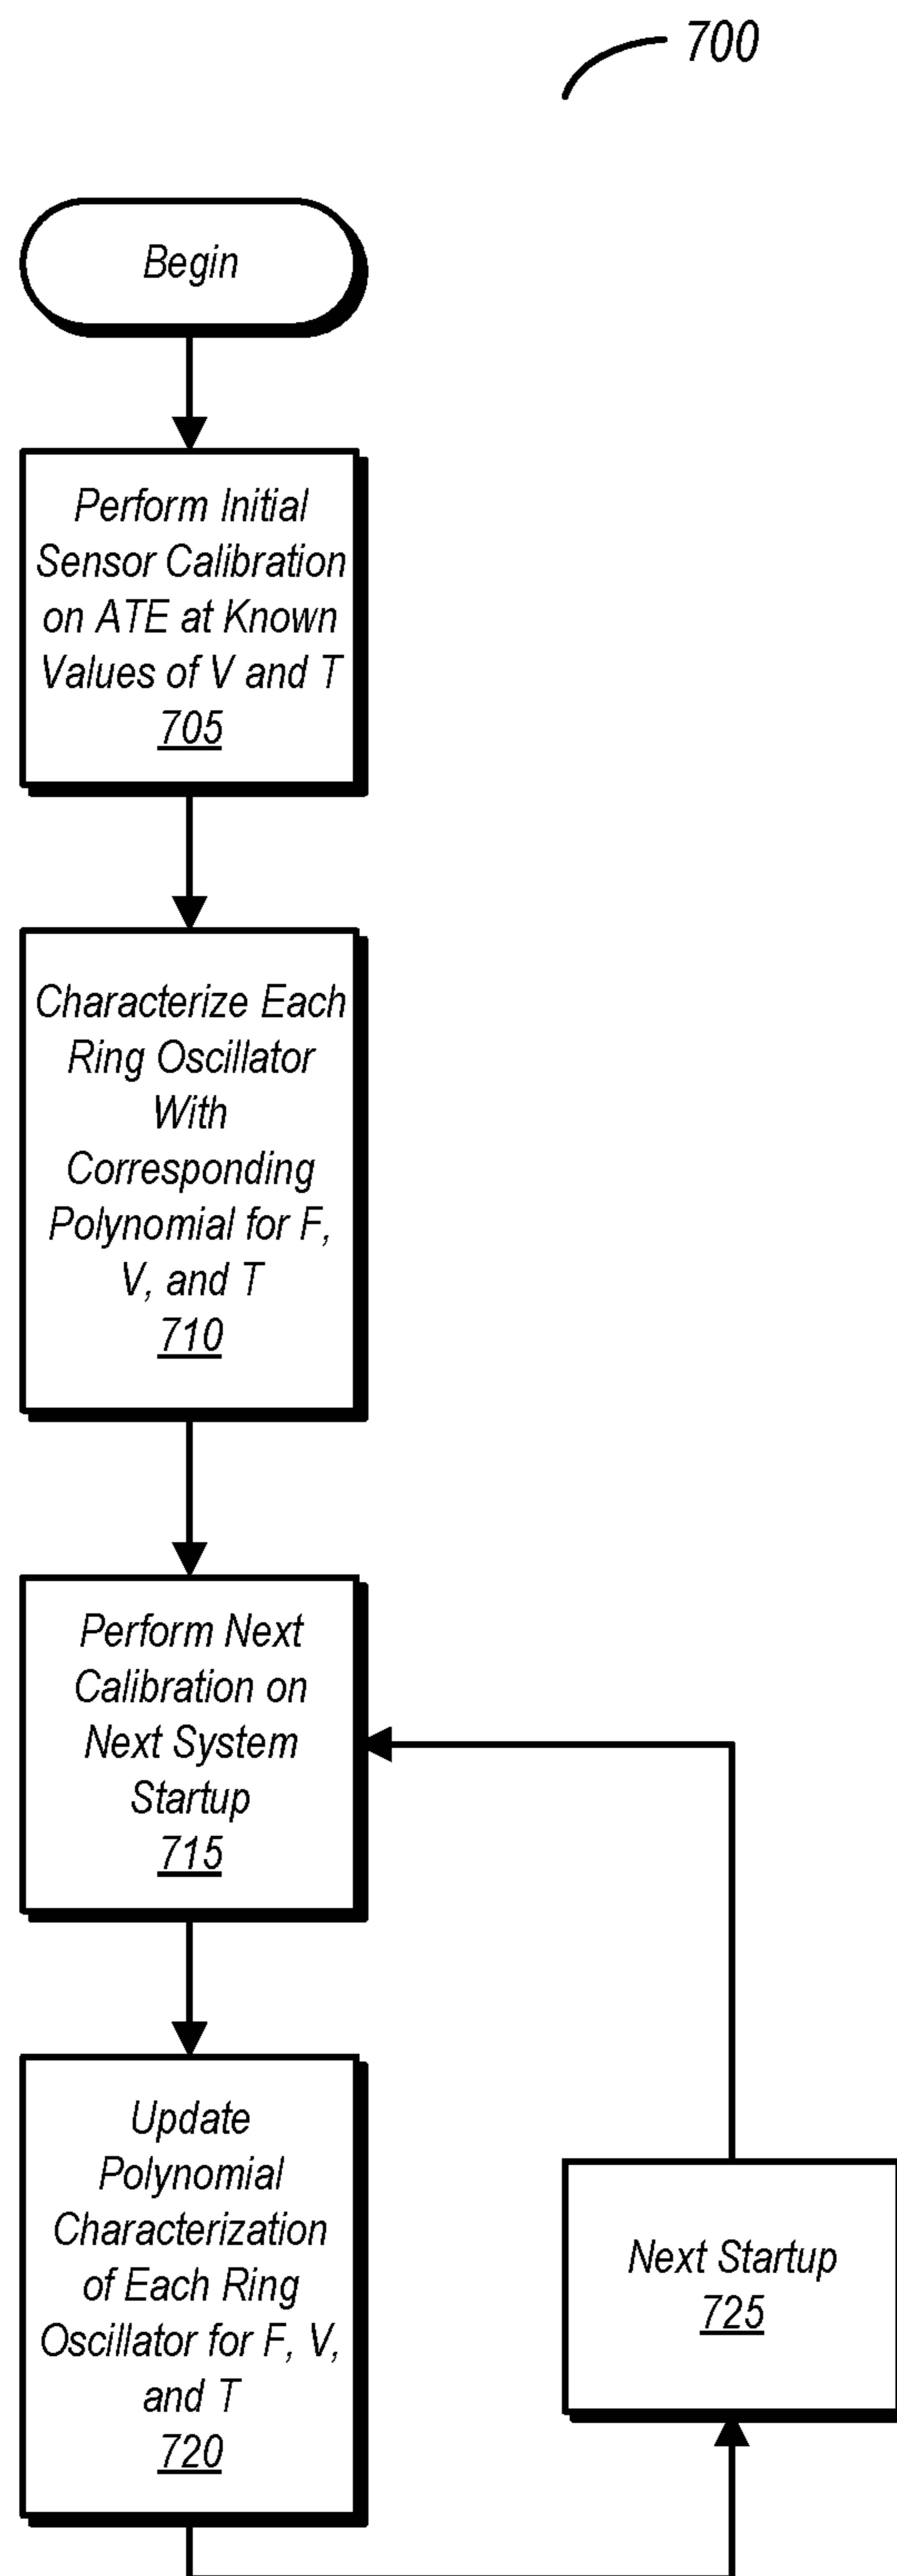 700
Begin
Perform Initial
Sensor Calibration
on ATE at Known
Values of V and T
705
Characterize Each
Ring Oscillator
With
Corresponding
Polynomial for F,
V, and T
710
Perform Next
Calibration on
Next System
Startup
715
Update
Polynomial
Characterization
of Each Ring
Oscillator for F, V,
and T
720
Next Startup
725